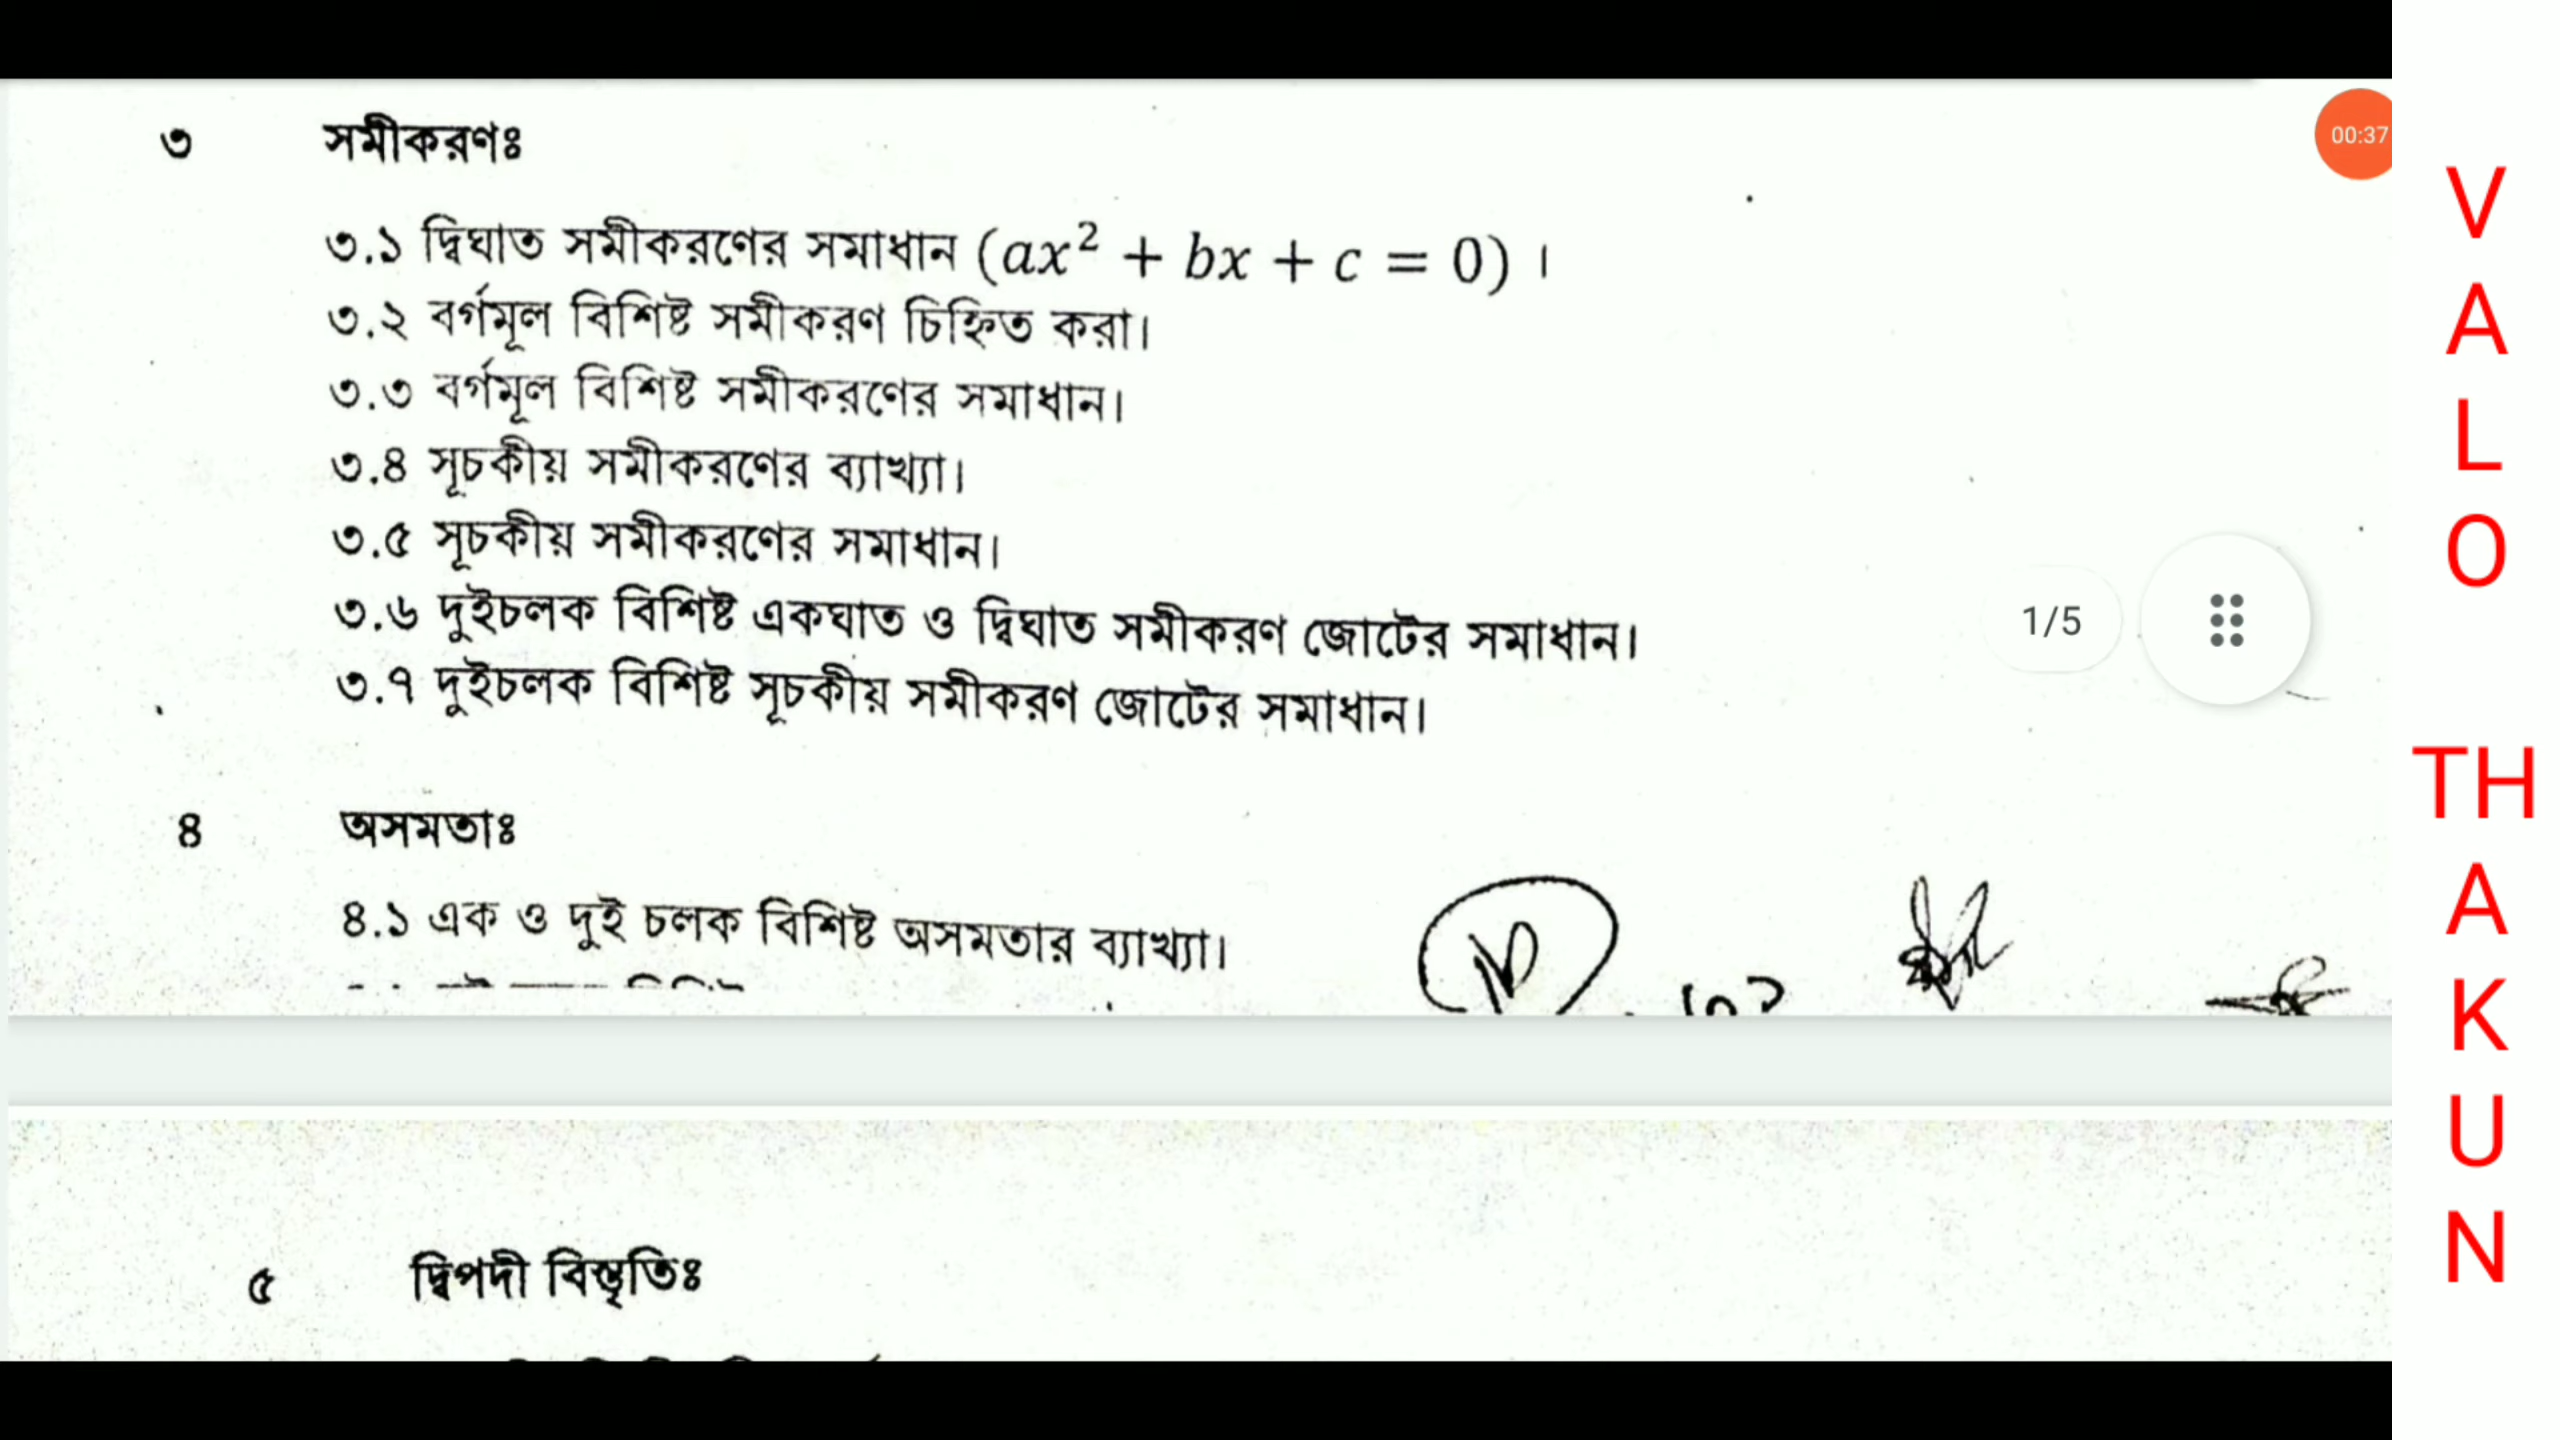 ৩ সমীকরণঃ
00:37
৩.১ দ্বিঘাত সমীকরণের সমাধান (ax² + bx + c = 0) ।
৩.২ বর্গমূল বিশিষ্ট সমীকরণ চিহ্নিত করা।
৩.৩ বর্গমূল বিশিষ্ট সমীকরণের সমাধান।
৩.৪ সূচকীয় সমীকরণের ব্যাখ্যা।
৩.৫ সূচকীয় সমীকরণের সমাধান।
৩.৬ দুইচলক বিশিষ্ট একঘাত ও দ্বিঘাত সমীকরণ জোটের সমাধান।
1/5
৩.৭ দুইচলক বিশিষ্ট সূচকীয় সমীকরণ জোটের সমাধান।
৪ অসমতাঃ
৪.১ এক ও দুই চলক বিশিষ্ট অসমতার ব্যাখ্যা।
৫ দ্বিপদী বিস্তৃতিঃ
V
A
L
O
TH
A
K
U
N